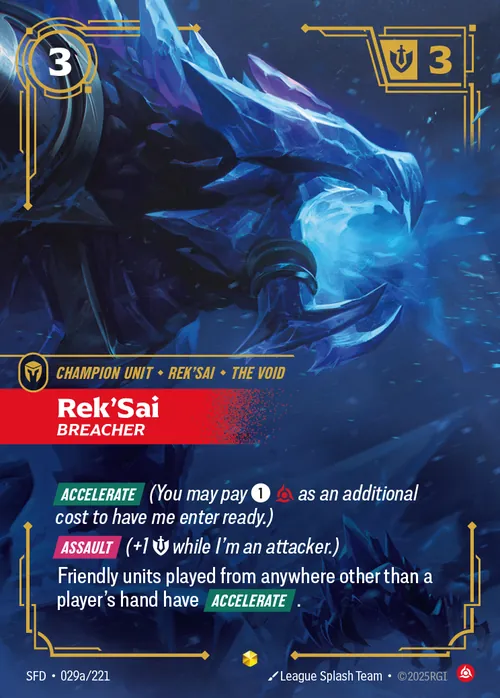 3
3
CHAMPION UNIT • REK'SAI • THE VOID
Rek'Sai
BREACHER
ACCELERATE (You may pay 1 as an additional
cost to have me enter ready.)
ASSAULT (+1 while I'm an attacker.)
Friendly units played from anywhere other than a
player's hand have ACCELERATE .
SFD • 029a/221
League Splash Team • ©2025RGI